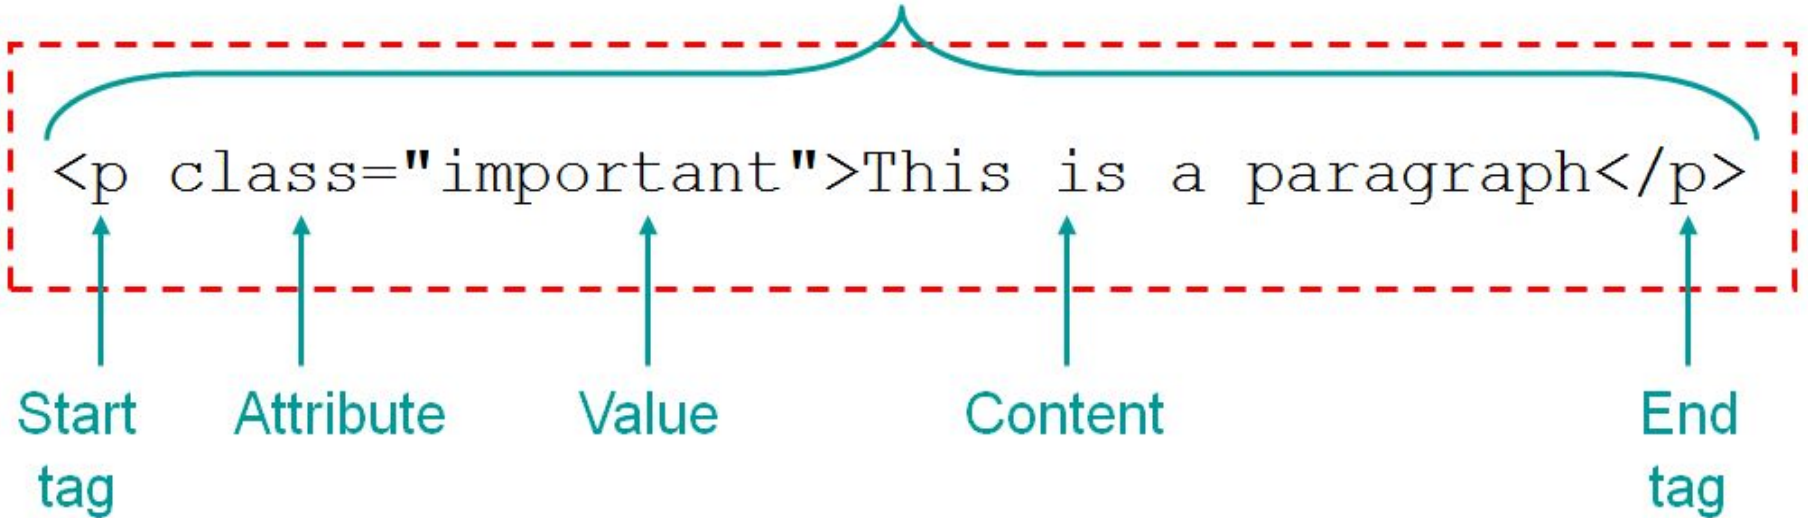 <p class="important">This is a paragraph</p>
Start tag
Attribute
Value
Content
End tag